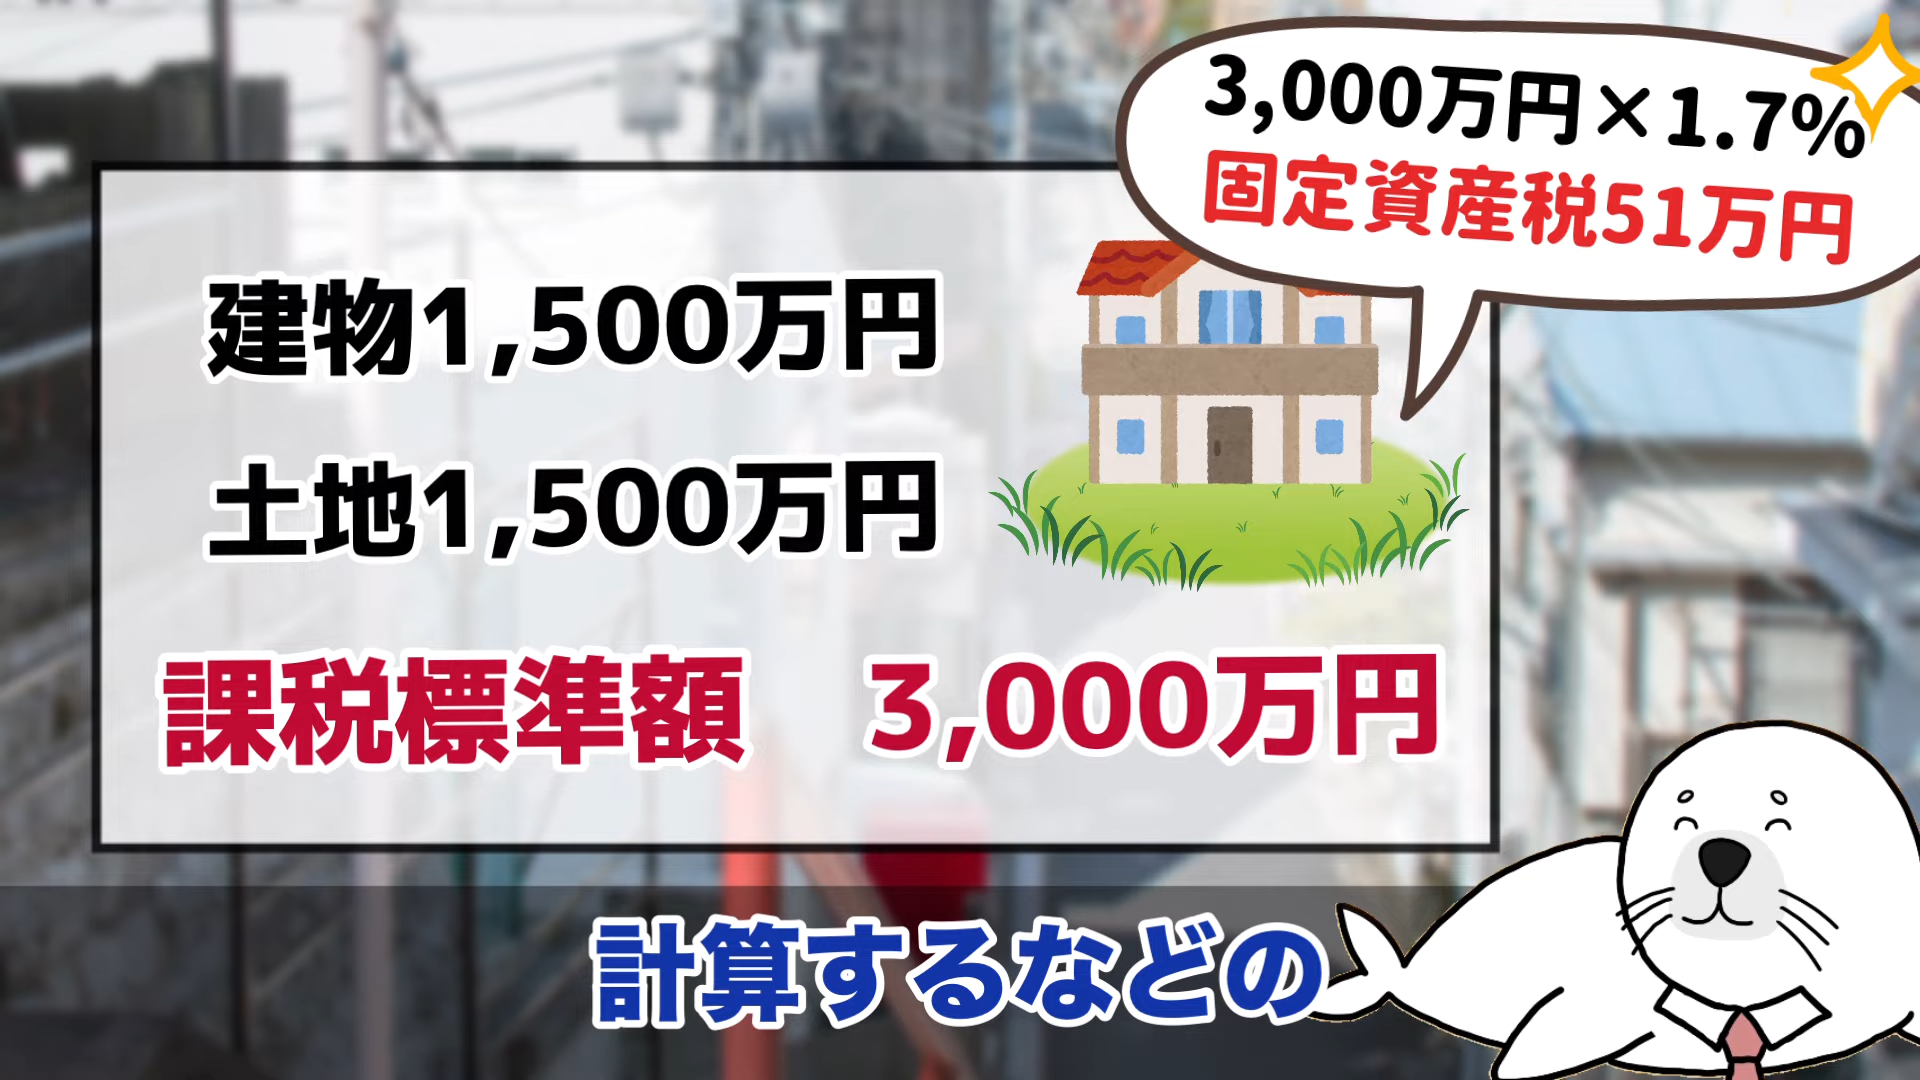 3,000万円×1.7%
固定資産税51万円
建物1,500万円
土地1,500万円
課税標準額　3,000万円
計算するなどの